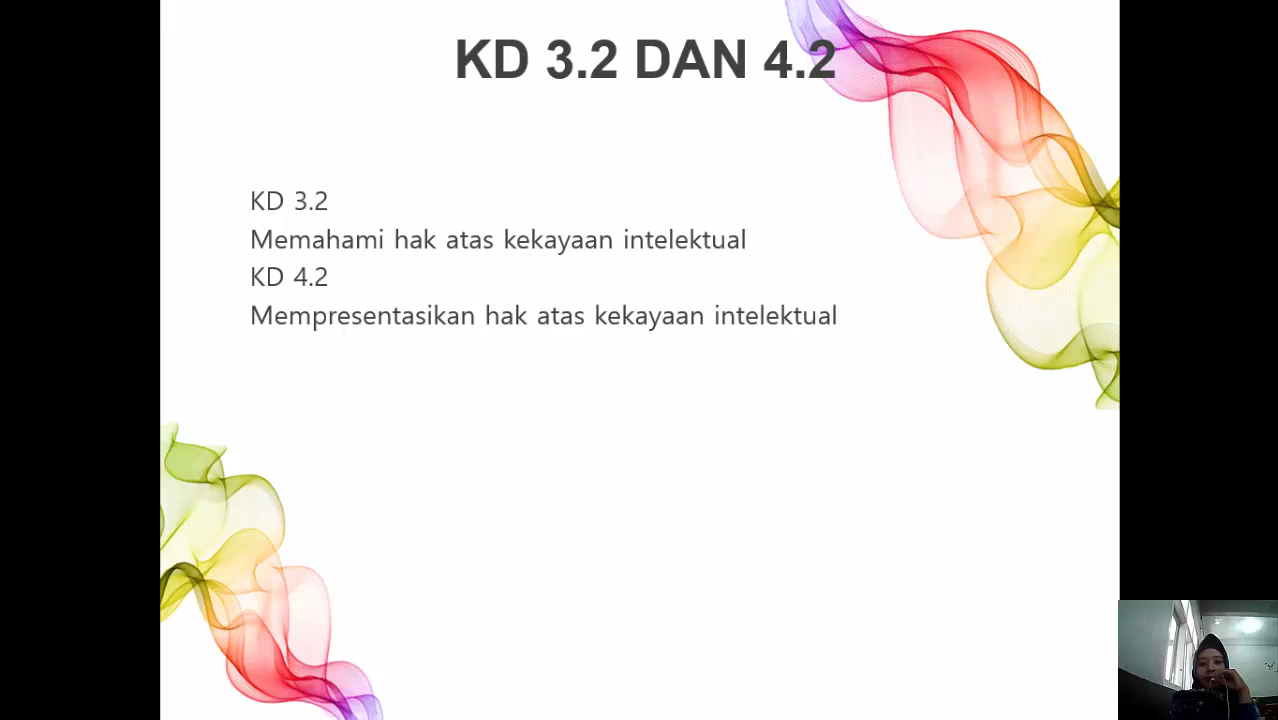 KD 3.2 DAN 4.2
KD 3.2
Memahami hak atas kekayaan intelektual
KD 4.2
Mempresentasikan hak atas kekayaan intelektual